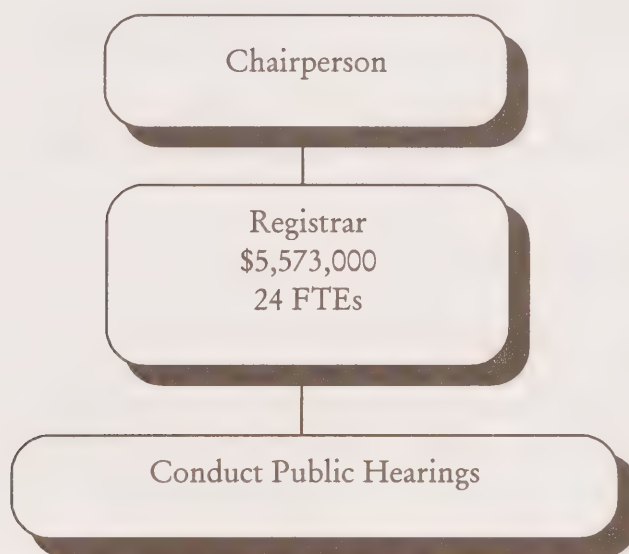 Chairperson
Registrar
$5,573,000
24 FTEs
Conduct Public Hearings